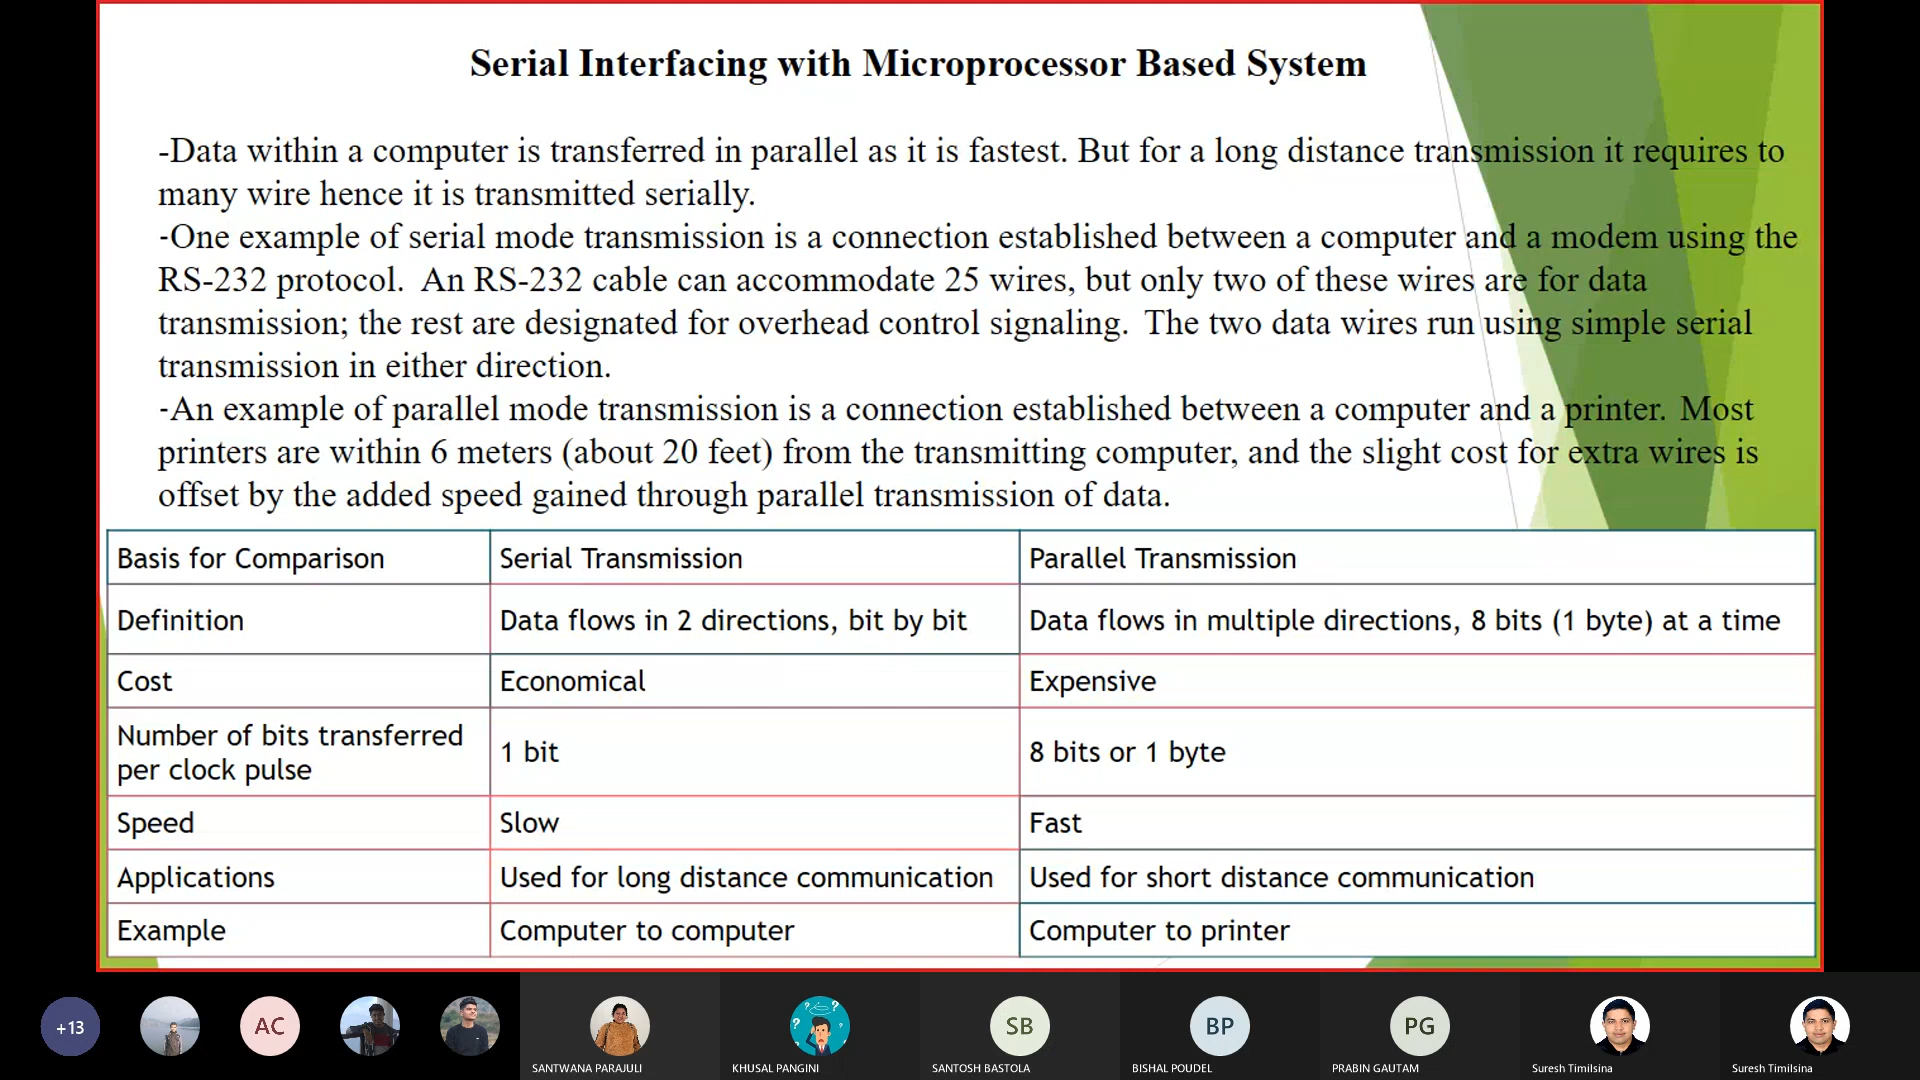 Serial Interfacing with Microprocessor Based System
-Data within a computer is transferred in parallel as it is fastest. But for a long distance transmission it requires to
many wire hence it is transmitted serially.
-One example of serial mode transmission is a connection established between a computer and a modem using the
RS-232 protocol. An RS-232 cable can accommodate 25 wires, but only two of these wires are for data
transmission; the rest are designated for overhead control signaling. The two data wires run using simple serial
transmission in either direction.
-An example of parallel mode transmission is a connection established between a computer and a printer. Most
printers are within 6 meters (about 20 feet) from the transmitting computer, and the slight cost for extra wires is
offset by the added speed gained through parallel transmission of data.
Basis for Comparison Serial Transmission Parallel Transmission
Definition Data flows in 2 directions, bit by bit Data flows in multiple directions, 8 bits (1 byte) at a time
Cost Economical Expensive
Number of bits transferred
per clock pulse 1 bit 8 bits or 1 byte
Speed Slow Fast
Applications Used for long distance communication Used for short distance communication
Example Computer to computer Computer to printer
+13 AC SB BP PG
SANTWANA PARAJULI KHUSAL PANGINI SANTOSH BASTOLA BISHAL POUDEL PRABIN GAUTAM Suresh Timilsina Suresh Timilsina